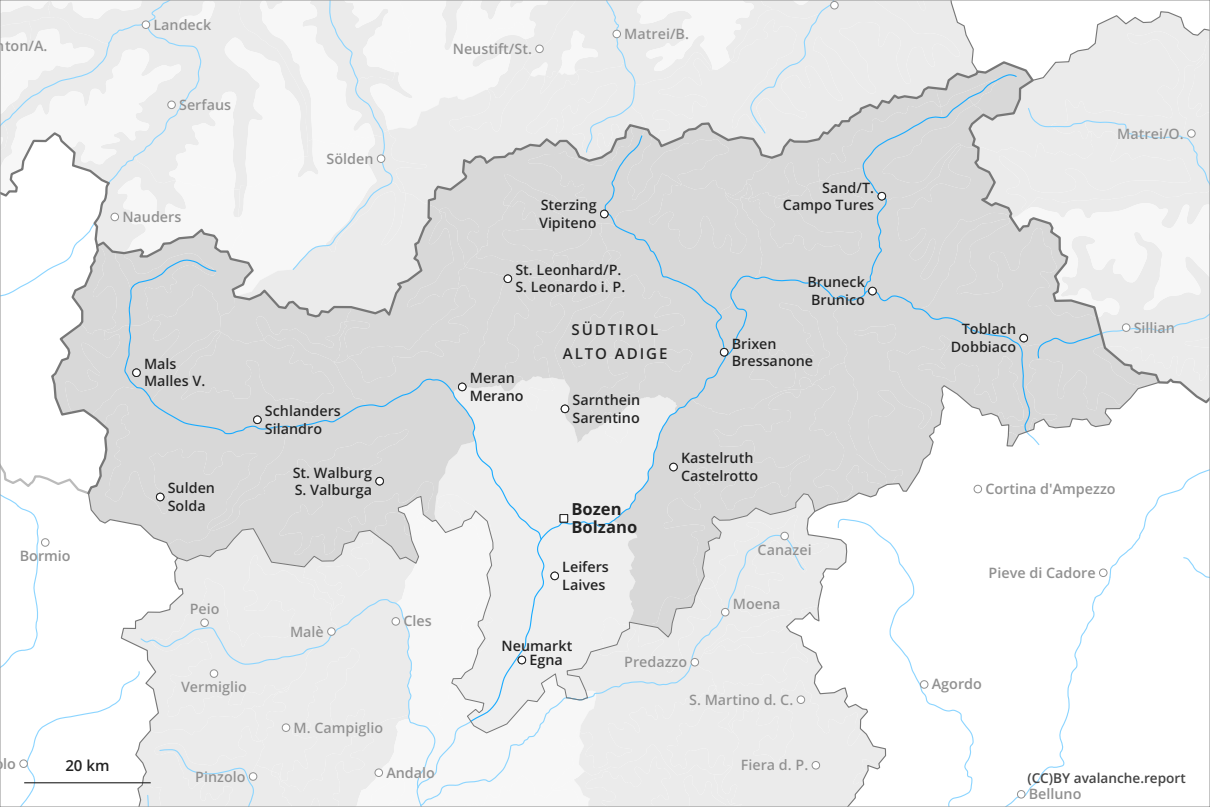 Landeck
nton/A.
Neustift/St.
Matrei/B.
Serfaus
Matrei/O.
Sölden
Nauders
Sand/T.
Campo Tures
Sterzing
Vipiteno
St. Leonhard/P.
S. Leonardo i. P.
Bruneck
Brunico
SÜDTIROL
ALTO ADIGE
Toblach
Dobbiaco
Sillian
Brixen
Bressanone
Mals
Malles V.
Meran
Merano
Sarnthein
Sarentino
Schlanders
Silandro
Kastelruth
Castelrotto
St. Walburg
S. Valburga
Sulden
Solda
Cortina d'Ampezzo
Bozen
Bolzano
Bormio
Canazei
Leifers
Laives
Pieve di Cadore
Peio
Moena
Malè
Cles
Neumarkt
Egna
Predazzo
Vermiglio
Agordo
S. Martino d. C.
M. Campiglio
olo
20 km
Pinzolo
Andalo
Fiera d. P.
(CC)BY avalanche.report
Belluno